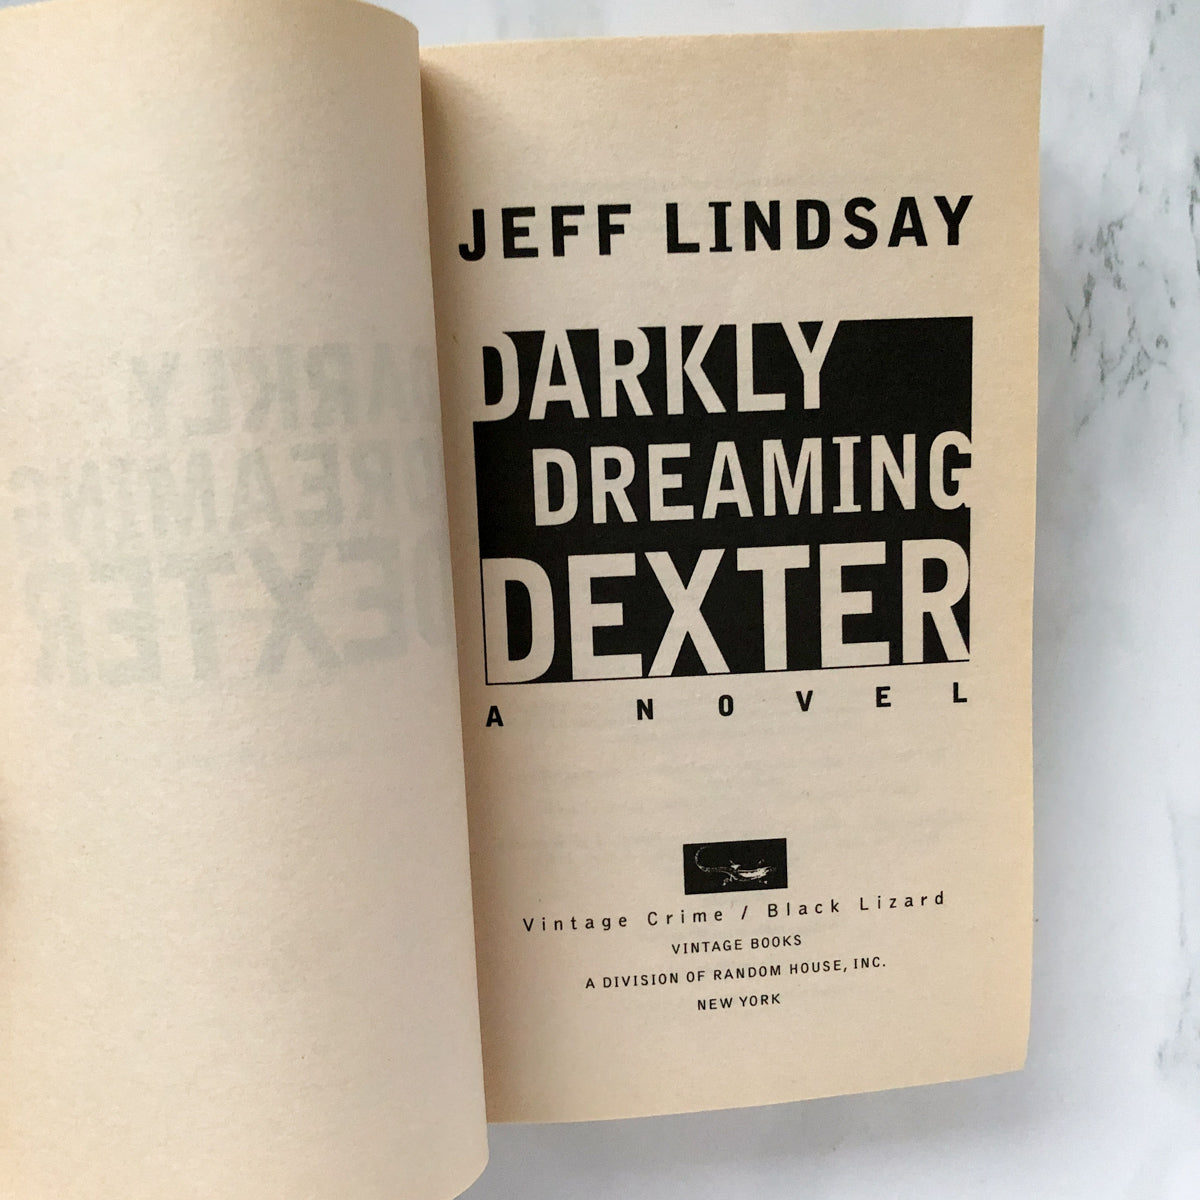 JEFF LINDSAY
DARKLY
DREAMING
DEXTER
A NOVEL
Vintage Crime / Black Lizard
VINTAGE BOOKS
A DIVISION OF RANDOM HOUSE, INC.
NEW YORK